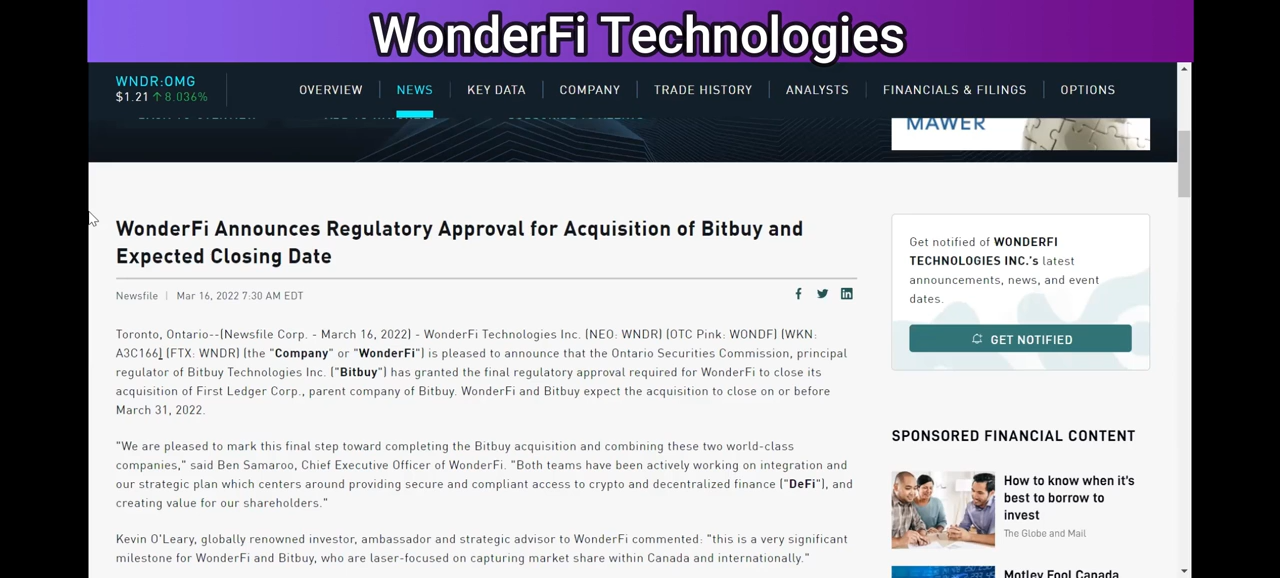 WonderFi Technologies
WNDR:OMG
$1.21 ↑ 8.036%
OVERVIEW
NEWS
KEY DATA
COMPANY
TRADE HISTORY
ANALYSTS
FINANCIALS & FILINGS
OPTIONS
MAWER
WonderFi Announces Regulatory Approval for Acquisition of Bitbuy and
Expected Closing Date
Newsfile | Mar 16, 2022 7:30 AM EDT
Toronto, Ontario--(Newsfile Corp. - March 16, 2022) - WonderFi Technologies Inc. (NEO: WNDR) (OTC Pink: WONDF) (WKN:
A3C166) (FTX: WNDR) (the "Company" or "WonderFi") is pleased to announce that the Ontario Securities Commission, principal
regulator of Bitbuy Technologies Inc. ("Bitbuy") has granted the final regulatory approval required for WonderFi to close its
acquisition of First Ledger Corp., parent company of Bitbuy. WonderFi and Bitbuy expect the acquisition to close on or before
March 31, 2022.
"We are pleased to mark this final step toward completing the Bitbuy acquisition and combining these two world-class
companies," said Ben Samaroo, Chief Executive Officer of WonderFi. "Both teams have been actively working on integration and
our strategic plan which centers around providing secure and compliant access to crypto and decentralized finance ("DeFi"), and
creating value for our shareholders."
Kevin O'Leary, globally renowned investor, ambassador and strategic advisor to WonderFi commented: "this is a very significant
milestone for WonderFi and Bitbuy, who are laser-focused on capturing market share within Canada and internationally."
Get notified of WONDERFI
TECHNOLOGIES INC.'s latest
announcements, news, and event
dates.
GET NOTIFIED
SPONSORED FINANCIAL CONTENT
How to know when it's
best to borrow to
invest
The Globe and Mail
Motley Fool Canada